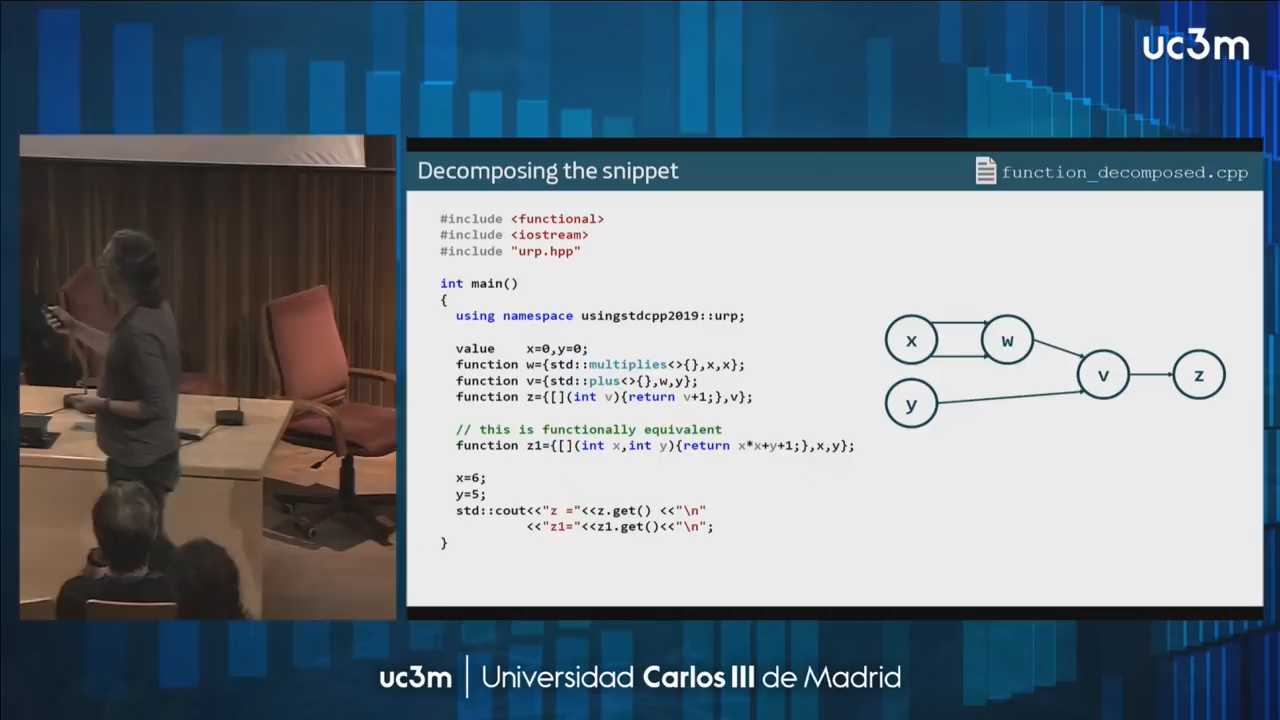 uc3m
Decomposing the snippet
function_decomposed.cpp
#include <functional>
#include <iostream>
#include "urp.hpp"
int main()
{
using namespace usingstdcpp2019::urp;
value x=0,y=0;
function w={std::multiplies<>{},x,x};
function v={std::plus<>{},w,y};
function z={[](int v){return v+1;},v};
// this is functionally equivalent
function z1={[](int x,int y){return x*x+y+1;},x,y};
x=6;
y=5;
std::cout<<"z ="<<z.get() <<"\n"
<<"z1="<<z1.get()<<"\n";
}
x
w
v
z
y
uc3m | Universidad Carlos III de Madrid